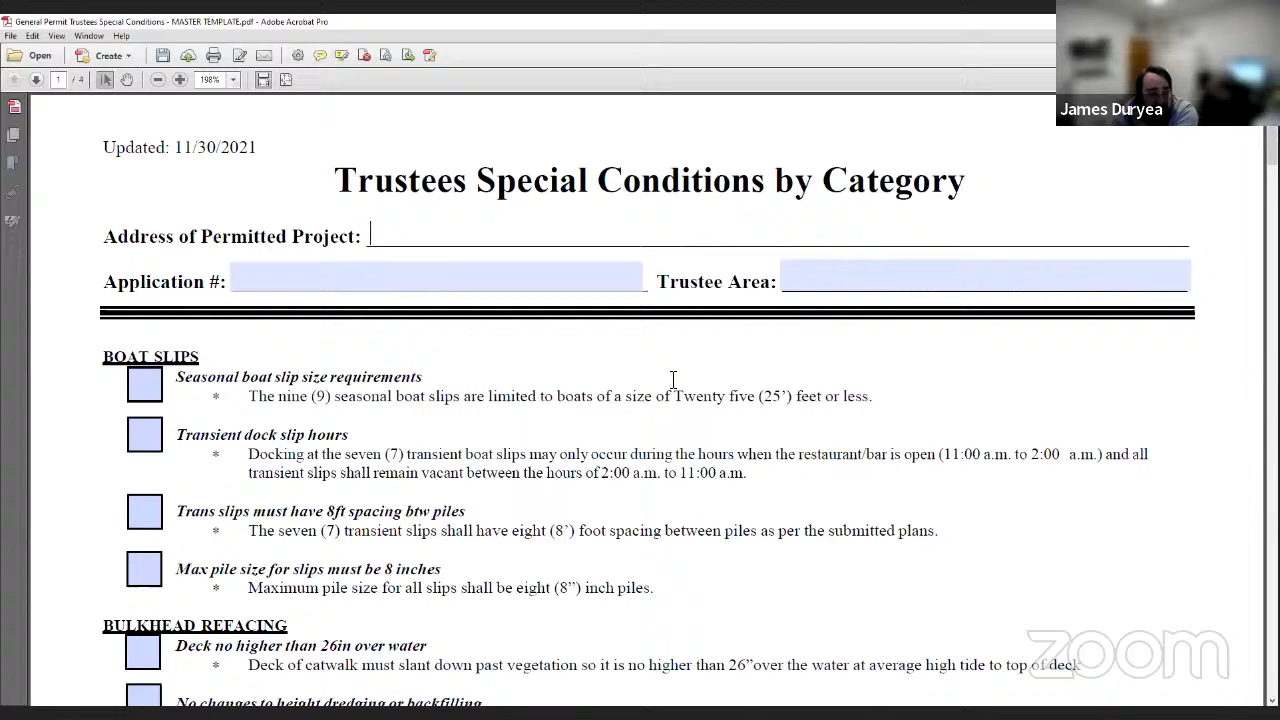 General Permit Trustees Special Conditions - MASTER TEMPLATE.pdf - Adobe Acrobat Pro
File Edit View Window Help
Open Create
1 / 4 198%
James Duryea
Updated: 11/30/2021
Trustees Special Conditions by Category
Address of Permitted Project:
Application #: Trustee Area:
BOAT SLIPS
Seasonal boat slip size requirements
* The nine (9) seasonal boat slips are limited to boats of a size of Twenty five (25’) feet or less.
Transient dock slip hours
* Docking at the seven (7) transient boat slips may only occur during the hours when the restaurant/bar is open (11:00 a.m. to 2:00 a.m.) and all
transient slips shall remain vacant between the hours of 2:00 a.m. to 11:00 a.m.
Trans slips must have 8ft spacing btw piles
* The seven (7) transient slips shall have eight (8’) foot spacing between piles as per the submitted plans.
Max pile size for slips must be 8 inches
* Maximum pile size for all slips shall be eight (8”) inch piles.
BULKHEAD REFACING
Deck no higher than 26in over water
* Deck of catwalk must slant down past vegetation so it is no higher than 26”over the water at average high tide to top of deck
No changes to height dredging or backfilling
zoom